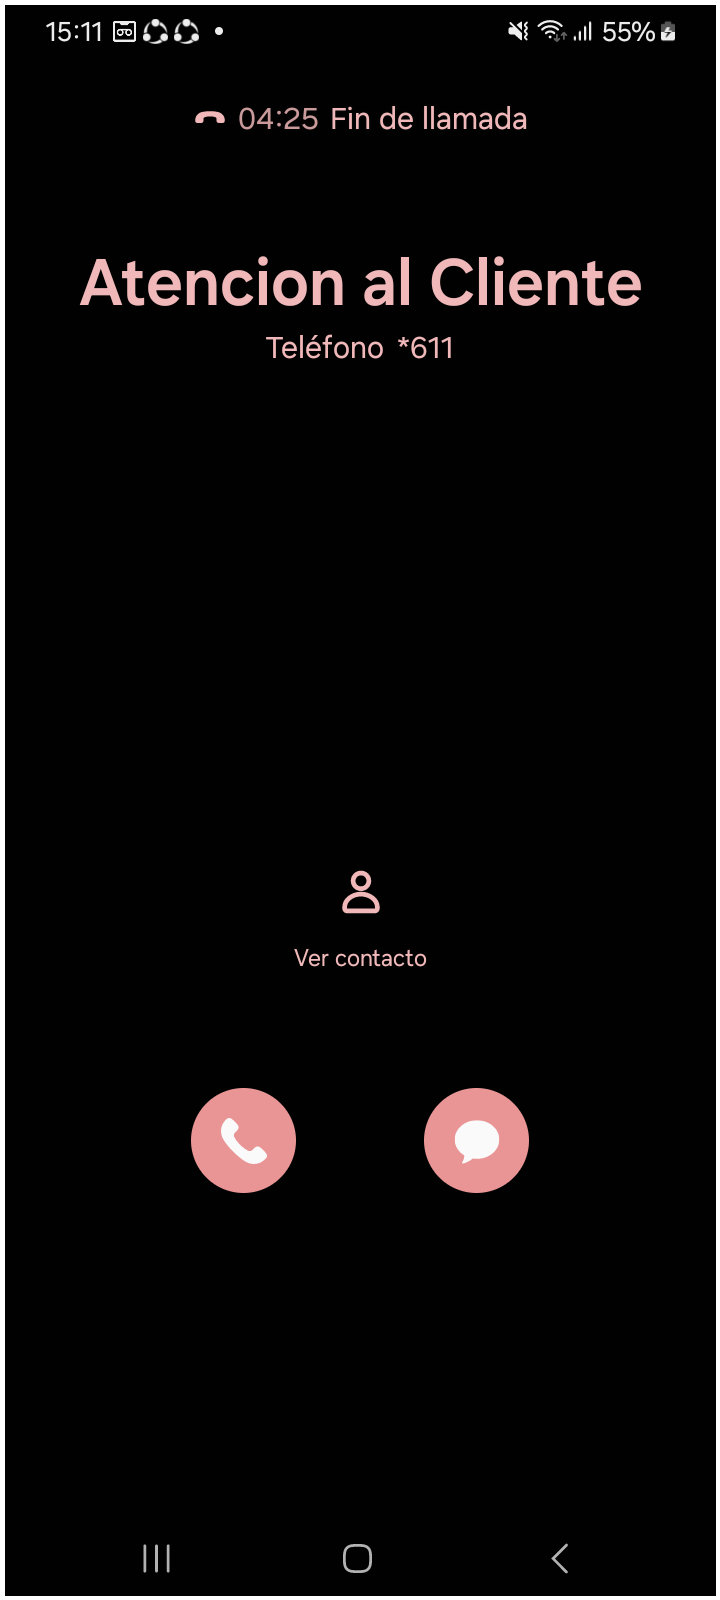 15:11 55%
04:25 Fin de llamada
Atencion al Cliente
Teléfono *611
Ver contacto